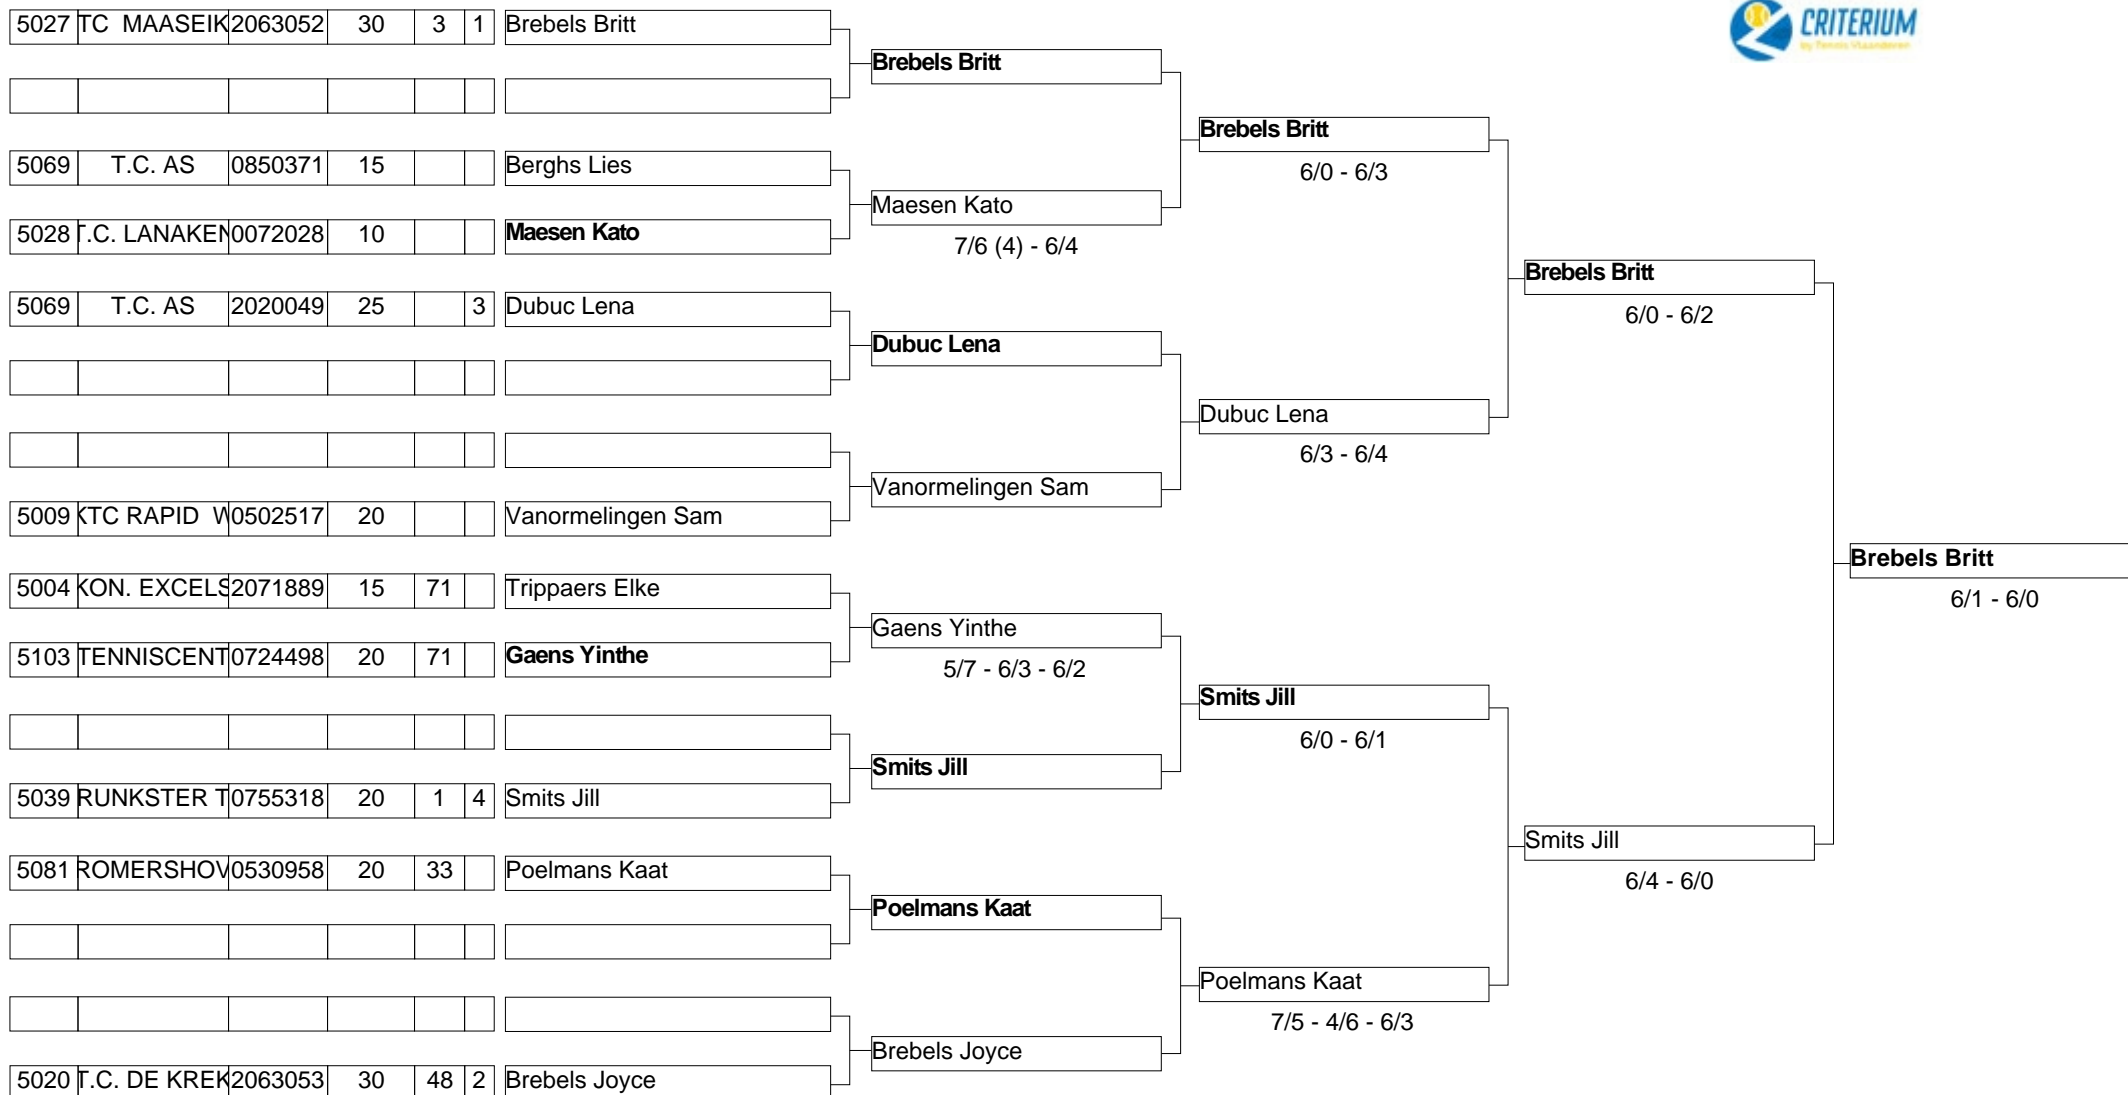 CRITERIUM
by Tennis Vlaanderen
5027 TC MAASEIK 2063052 30 3 1 Brebels Britt
Brebels Britt
Brebels Britt
6/0 - 6/3
5069 T.C. AS 0850371 15 Berghs Lies
Maesen Kato
5028 T.C. LANAKEN 0072028 10 Maesen Kato
7/6 (4) - 6/4
Brebels Britt
6/0 - 6/2
5069 T.C. AS 2020049 25 3 Dubuc Lena
Dubuc Lena
Dubuc Lena
6/3 - 6/4
Vanormelingen Sam
5009 KTC RAPID W 0502517 20 Vanormelingen Sam
Brebels Britt
6/1 - 6/0
5004 KON. EXCELS 2071889 15 71 Trippaers Elke
Gaens Yinthe
5103 TENNISCENT 0724498 20 71 Gaens Yinthe
5/7 - 6/3 - 6/2
Smits Jill
6/0 - 6/1
Smits Jill
5039 RUNKSTER T 0755318 20 1 4 Smits Jill
Smits Jill
6/4 - 6/0
5081 ROMERSHOV 0530958 20 33 Poelmans Kaat
Poelmans Kaat
Poelmans Kaat
7/5 - 4/6 - 6/3
Brebels Joyce
5020 T.C. DE KREK 2063053 30 48 2 Brebels Joyce